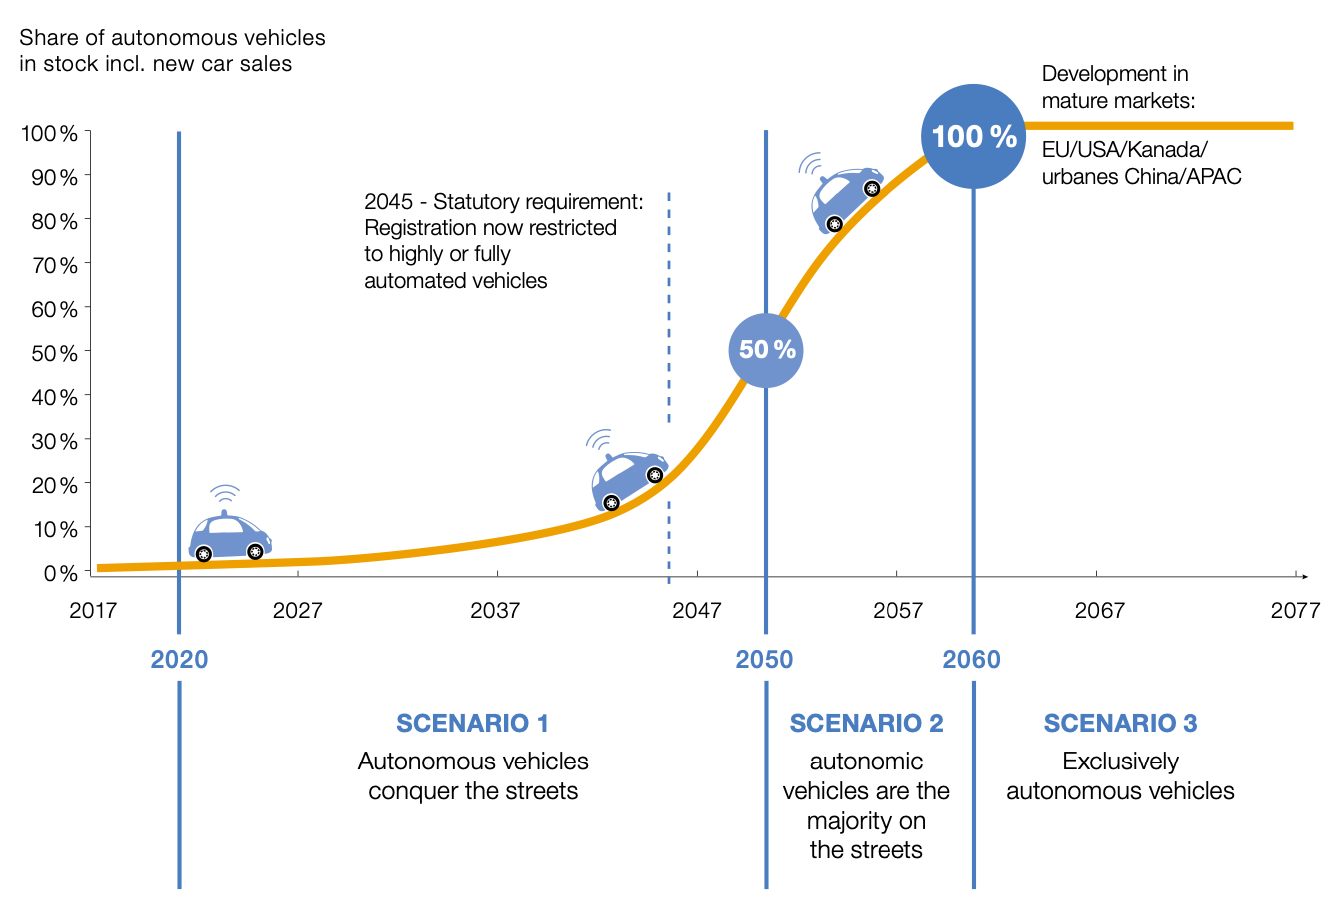 Share of autonomous vehicles
in stock incl. new car sales
Development in
mature markets:
EU/USA/Kanada/
urbanes China/APAC
100 %
90 %
80 %
70 %
60 %
50 %
40 %
30 %
20 %
10 %
0 %
2045 - Statutory requirement:
Registration now restricted
to highly or fully
automated vehicles
50 %
100 %
2017
2027
2037
2047
2057
2067
2077
2020
2050
2060
SCENARIO 1
Autonomous vehicles
conquer the streets
SCENARIO 2
autonomic
vehicles are the
majority on
the streets
SCENARIO 3
Exclusively
autonomous vehicles